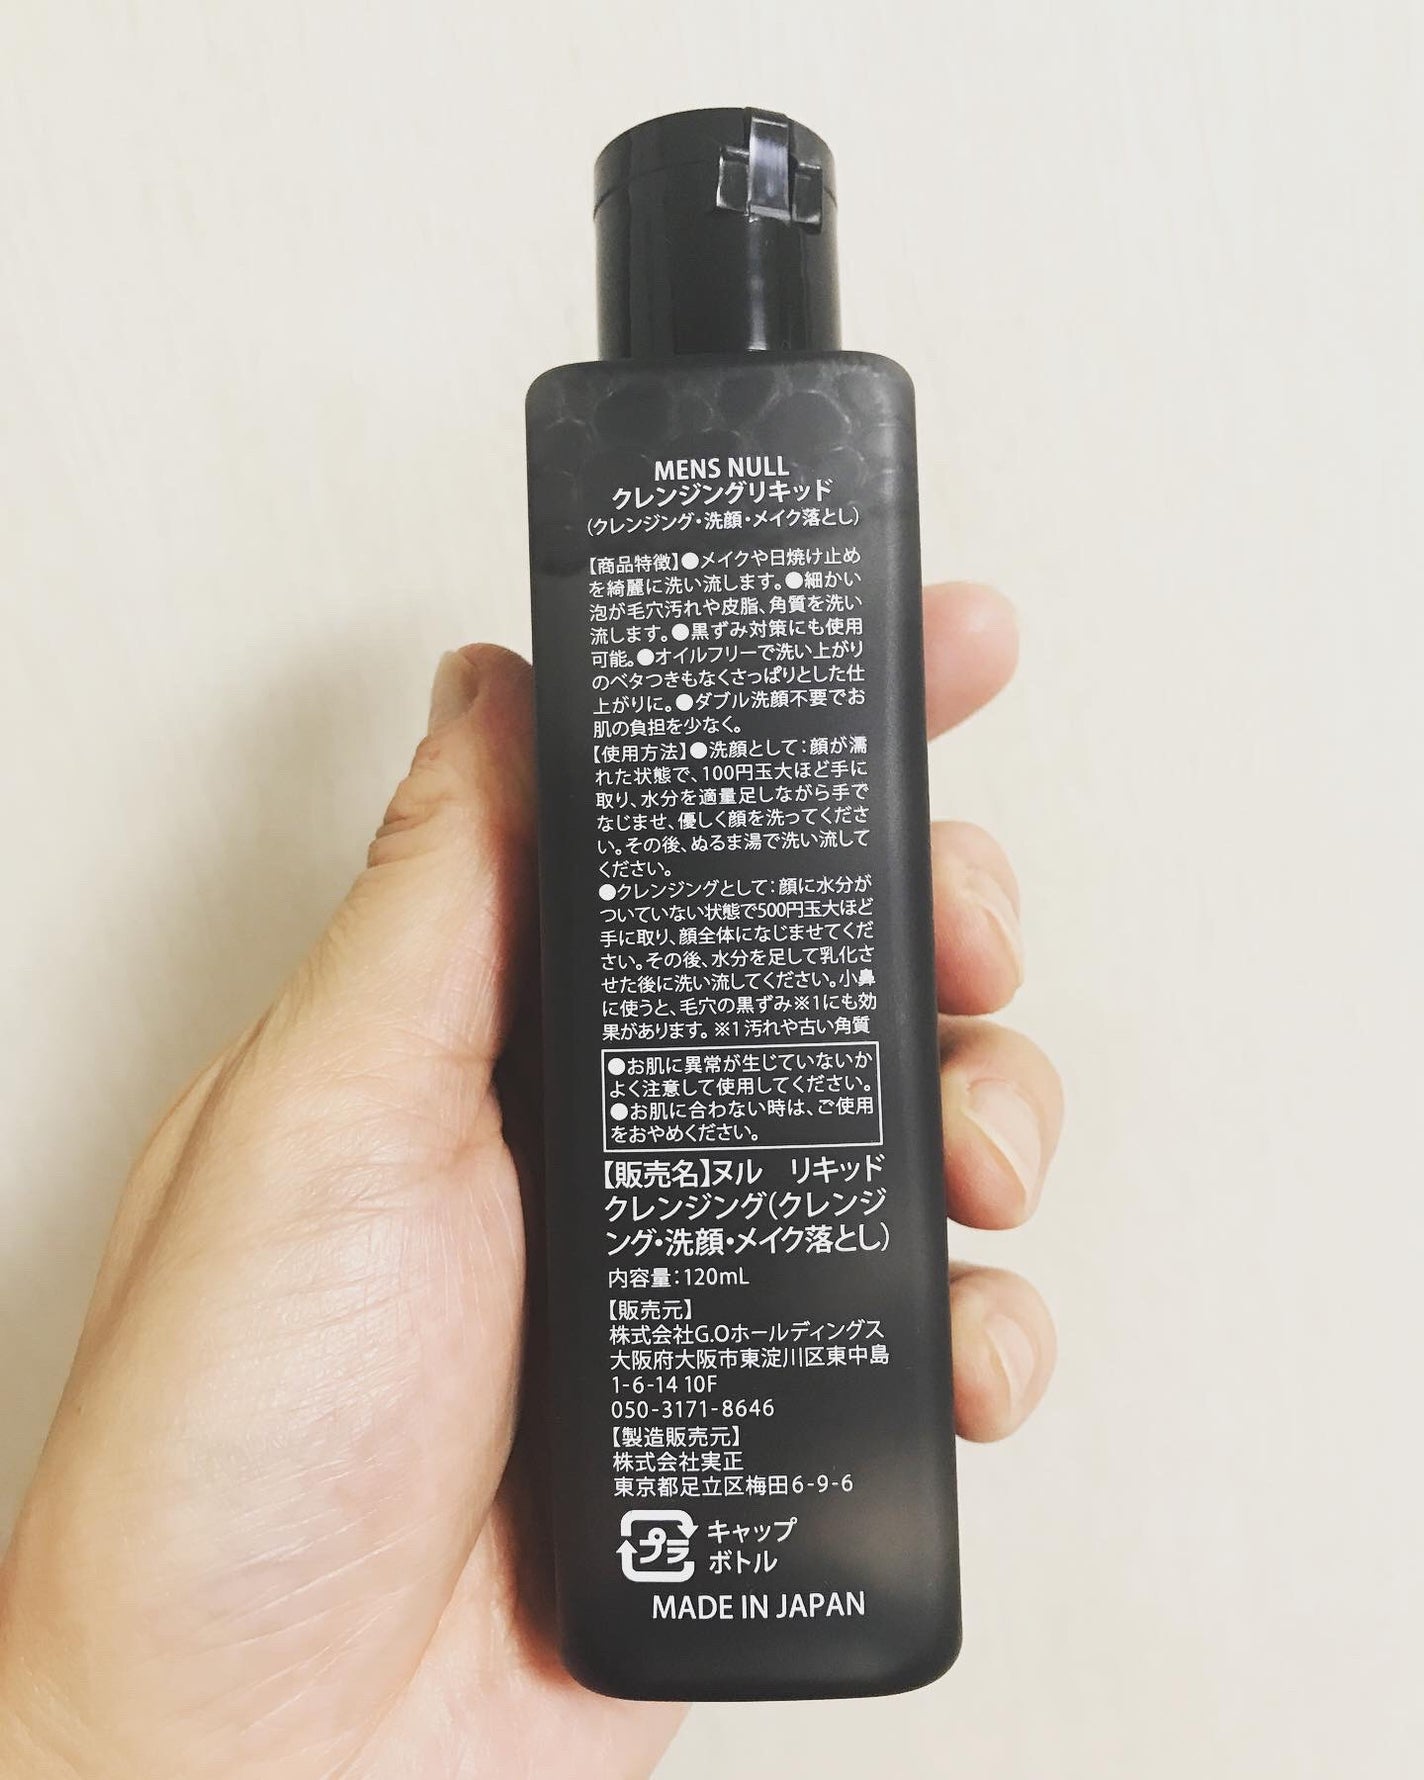 MENS NULL
クレンジングリキッド
(クレンジング・洗顔・メイク落とし)
【商品特徴】●メイクや日焼け止め
を綺麗に洗い流します。●細かい
泡が毛穴汚れや皮脂、角質を洗い
流します。●黒ずみ対策にも使用
可能。●オイルフリーで洗い上がり
のベタつきもなくさっぱりとした仕
上がりに。●ダブル洗顔不要でお
肌の負担を少なく。
【使用方法】●洗顔として：顔が濡
れた状態で、100円玉大ほど手に
取り、水分を適量足しながら手で
なじませ、優しく顔を洗ってくださ
い。その後、ぬるま湯で洗い流して
ください。
●クレンジングとして：顔に水分が
ついていない状態で500円玉大ほど
手に取り、顔全体になじませてくだ
さい。その後、水分を足して乳化さ
せた後に洗い流してください。小鼻
に使うと、毛穴の黒ずみ※1にも効
果があります。※1 汚れや古い角質
●お肌に異常が生じていないか
よく注意して使用してください。
●お肌に合わない時は、ご使用
をおやめください。
【販売名】ヌル　リキッド
クレンジング(クレンジ
ング・洗顔・メイク落とし)
内容量：120mL
【販売元】
株式会社G.Oホールディングス
大阪府大阪市東淀川区東中島
1-6-14 10F
050-3171-8646
【製造販売元】
株式会社実正
東京都足立区梅田6-9-6
プラ キャップ
ボトル
MADE IN JAPAN